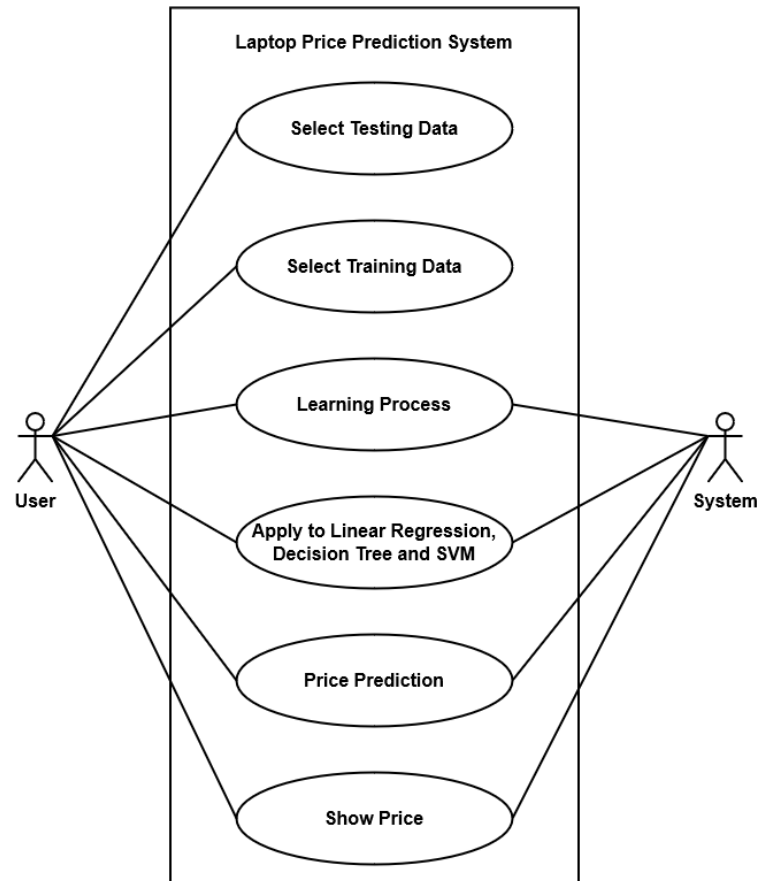 Laptop Price Prediction System
Select Testing Data
Select Training Data
Learning Process
User
System
Apply to Linear Regression,
Decision Tree and SVM
Price Prediction
Show Price